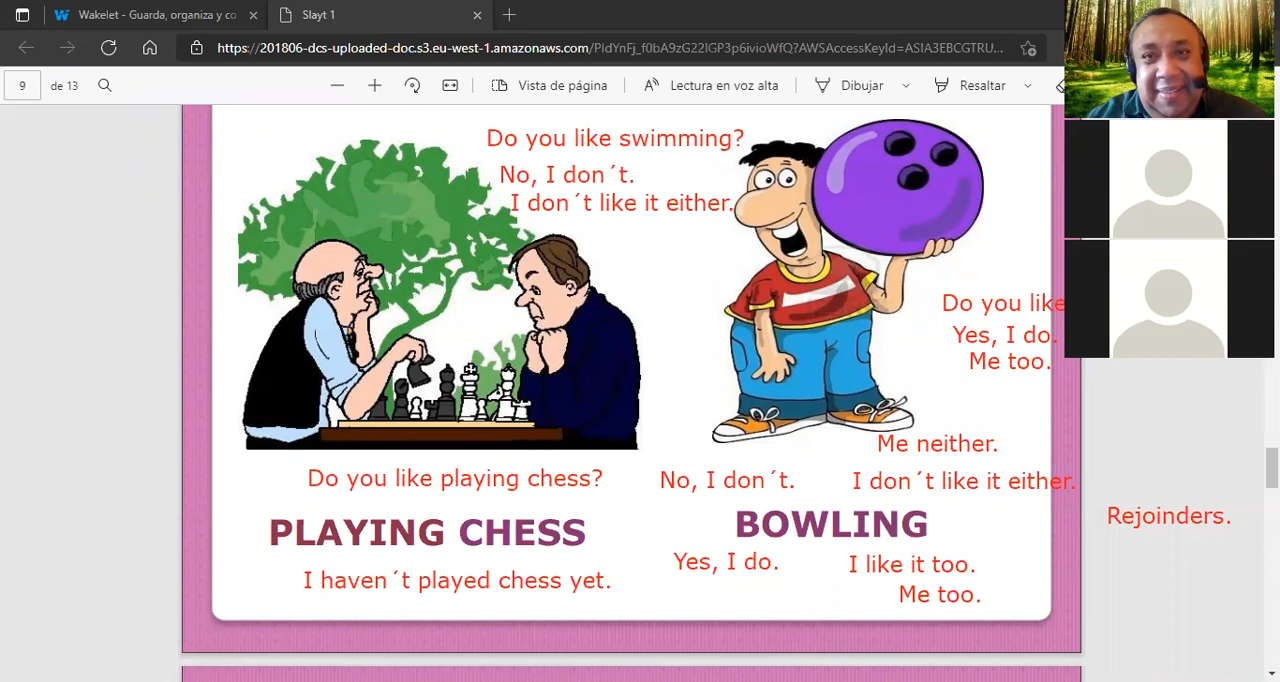 Wakelet - Guarda, organiza y co
Slayt 1
https://201806-dcs-uploaded-doc.s3.eu-west-1.amazonaws.com/PIdYnFj_f0bA9zG22IGP3p6ivioWfQ?AWSAccessKeyId=ASIA3EBCGTRU...
9 de 13
Vista de página
Lectura en voz alta
Dibujar
Resaltar
Do you like swimming?
No, I don´t.
I don´t like it either.
Do you like
Yes, I do.
Me too.
Me neither.
Do you like playing chess?
No, I don´t.
I don´t like it either.
Rejoinders.
PLAYING CHESS
BOWLING
Yes, I do.
I like it too.
I haven´t played chess yet.
Me too.